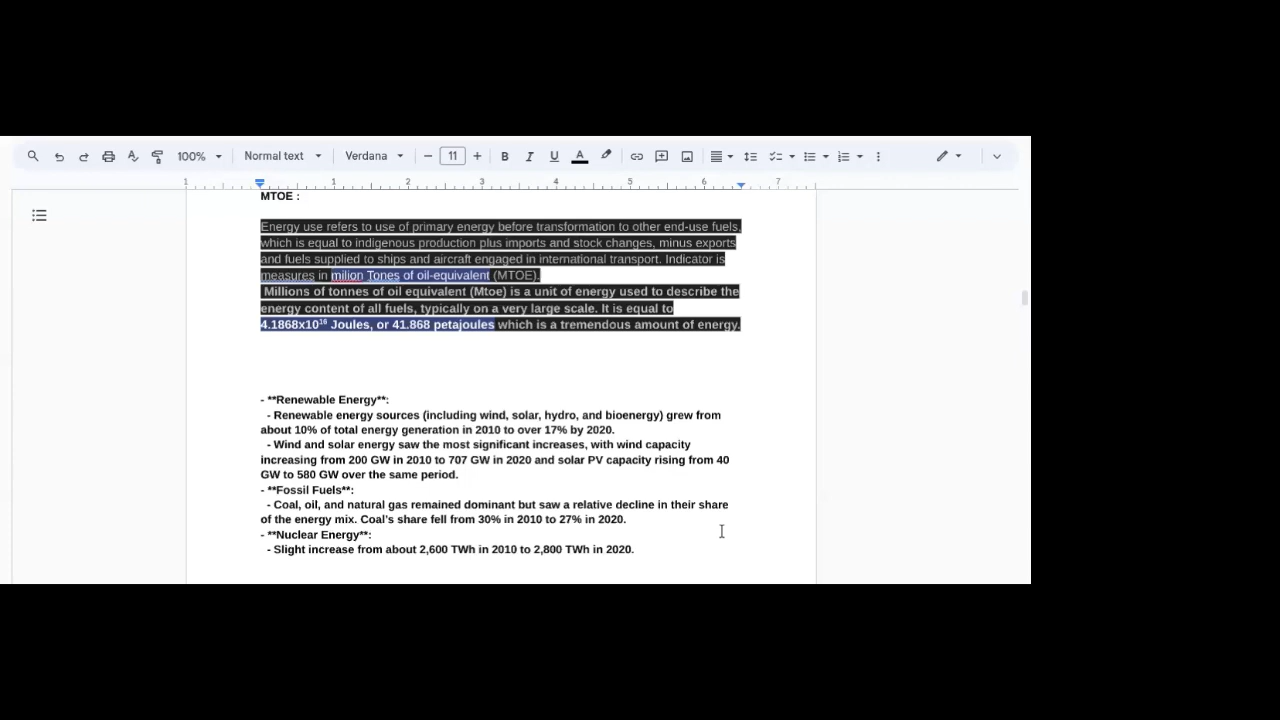 100%
Normal text
Verdana
11
B I U A
1 1 2 3 4 5 6 7
MTOE :
Energy use refers to use of primary energy before transformation to other end-use fuels,
which is equal to indigenous production plus imports and stock changes, minus exports
and fuels supplied to ships and aircraft engaged in international transport. Indicator is
measures in milion Tones of oil-equivalent (MTOE).
Millions of tonnes of oil equivalent (Mtoe) is a unit of energy used to describe the
energy content of all fuels, typically on a very large scale. It is equal to
4.1868x10¹⁶ Joules, or 41.868 petajoules which is a tremendous amount of energy.
- **Renewable Energy**:
- Renewable energy sources (including wind, solar, hydro, and bioenergy) grew from
about 10% of total energy generation in 2010 to over 17% by 2020.
- Wind and solar energy saw the most significant increases, with wind capacity
increasing from 200 GW in 2010 to 707 GW in 2020 and solar PV capacity rising from 40
GW to 580 GW over the same period.
- **Fossil Fuels**:
- Coal, oil, and natural gas remained dominant but saw a relative decline in their share
of the energy mix. Coal's share fell from 30% in 2010 to 27% in 2020.
- **Nuclear Energy**:
- Slight increase from about 2,600 TWh in 2010 to 2,800 TWh in 2020.